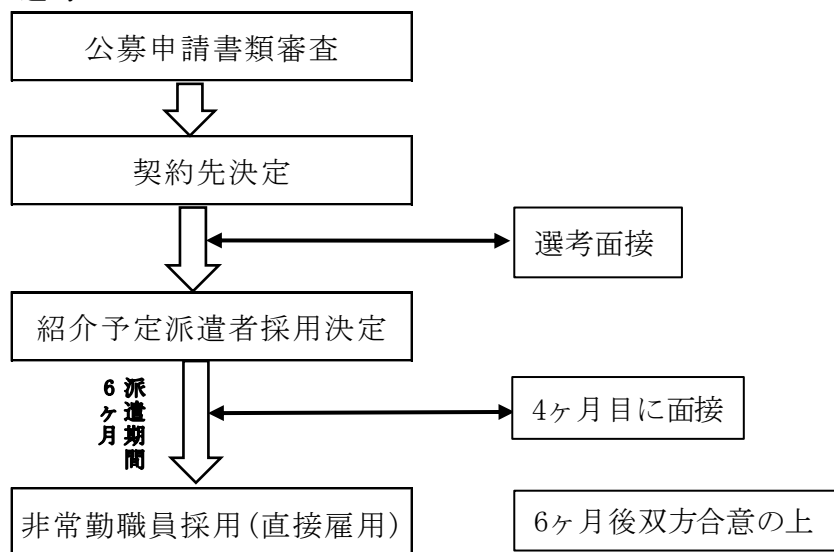 公募申請書類審査
契約先決定
選考面接
紹介予定派遣者採用決定
派遣期間
6ヶ月
4ヶ月目に面接
非常勤職員採用(直接雇用)
6ヶ月後双方合意の上